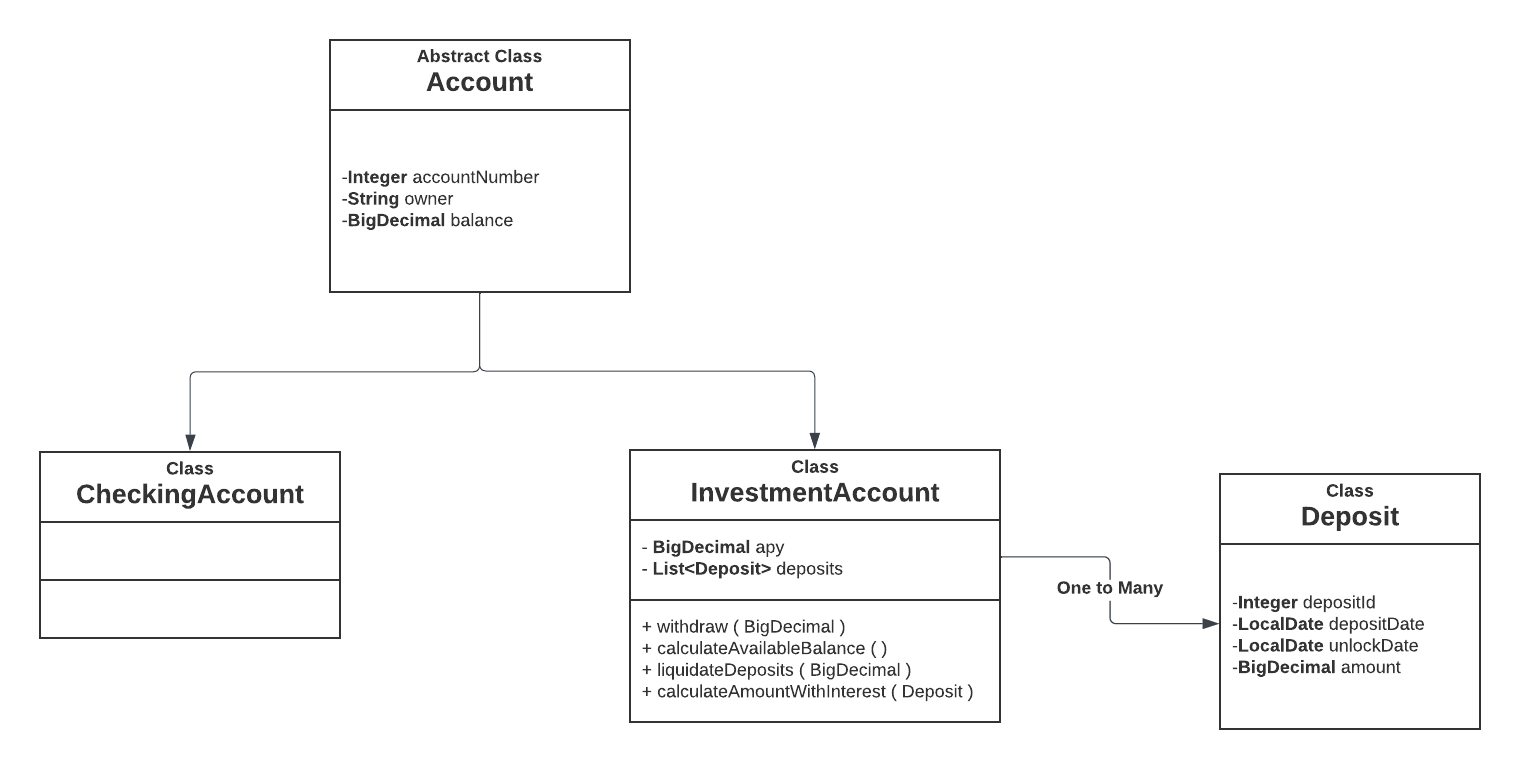 Abstract Class
Account
-Integer accountNumber
-String owner
-BigDecimal balance
Class
CheckingAccount
Class
InvestmentAccount
- BigDecimal apy
- List<Deposit> deposits
+ withdraw ( BigDecimal )
+ calculateAvailableBalance ( )
+ liquidateDeposits ( BigDecimal )
+ calculateAmountWithInterest ( Deposit )
One to Many
Class
Deposit
-Integer depositId
-LocalDate depositDate
-LocalDate unlockDate
-BigDecimal amount